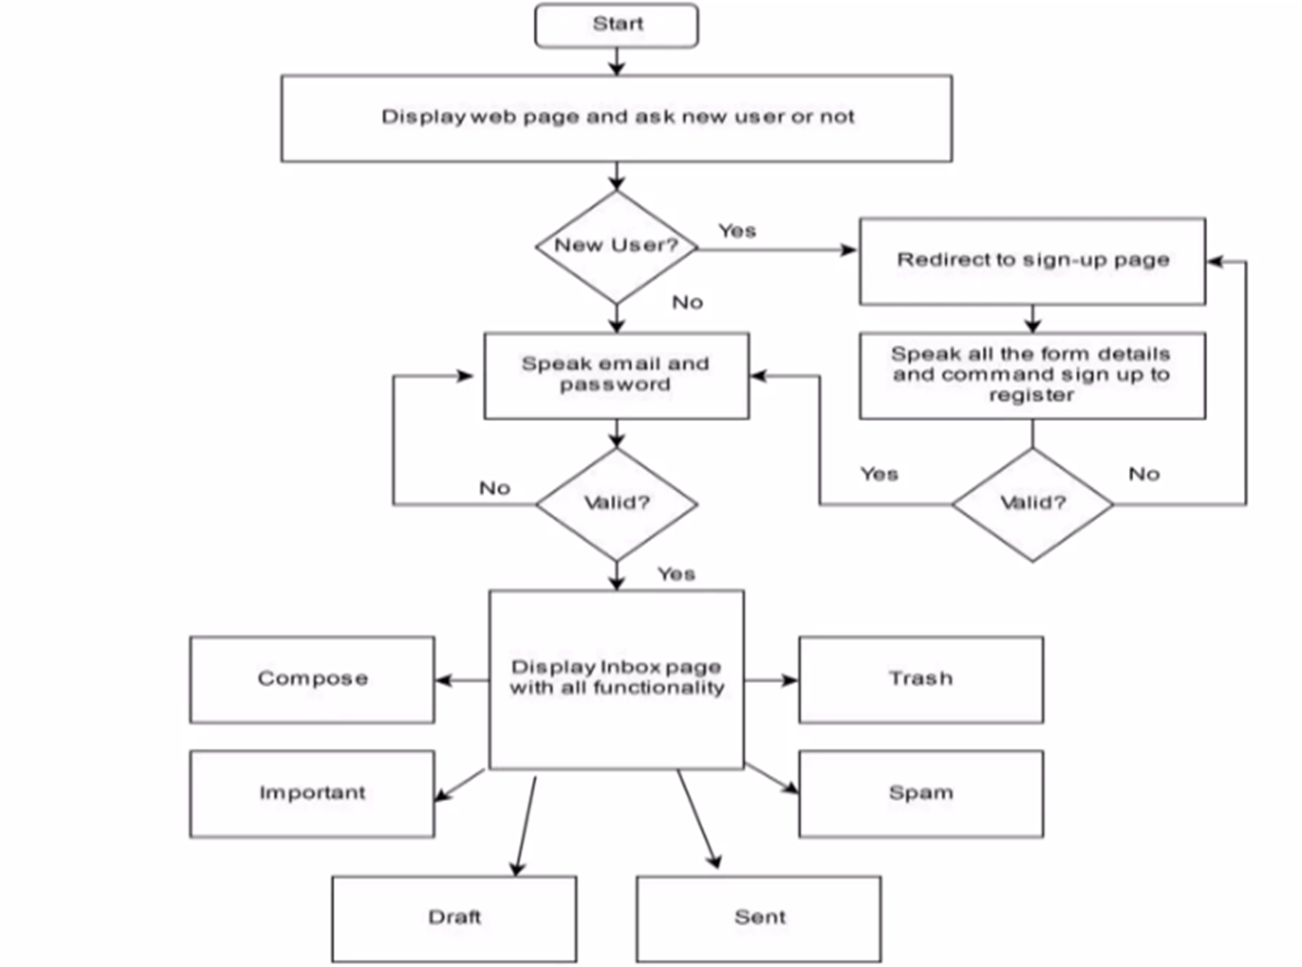 Start
Display web page and ask new user or not
New User?
Yes
Redirect to sign-up page
No
Speak email and
password
Speak all the form details
and command sign up to
register
No
Valid?
Yes
Valid?
No
Yes
Display Inbox page
with all functionality
Compose
Trash
Important
Spam
Draft
Sent